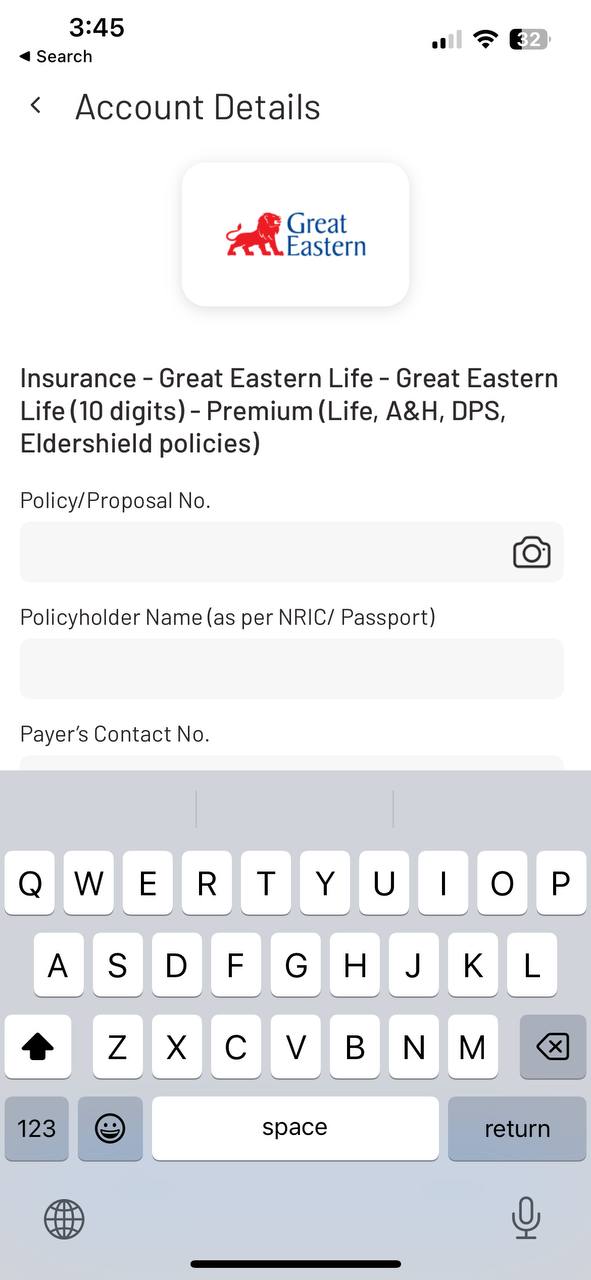 3:45
32
◀ Search
Account Details
Great
Eastern
Insurance - Great Eastern Life - Great Eastern
Life (10 digits) - Premium (Life, A&H, DPS,
Eldershield policies)
Policy/Proposal No.
Policyholder Name (as per NRIC/ Passport)
Payer's Contact No.
Q W E R T Y U I O P
A S D F G H J K L
Z X C V B N M
123 space return